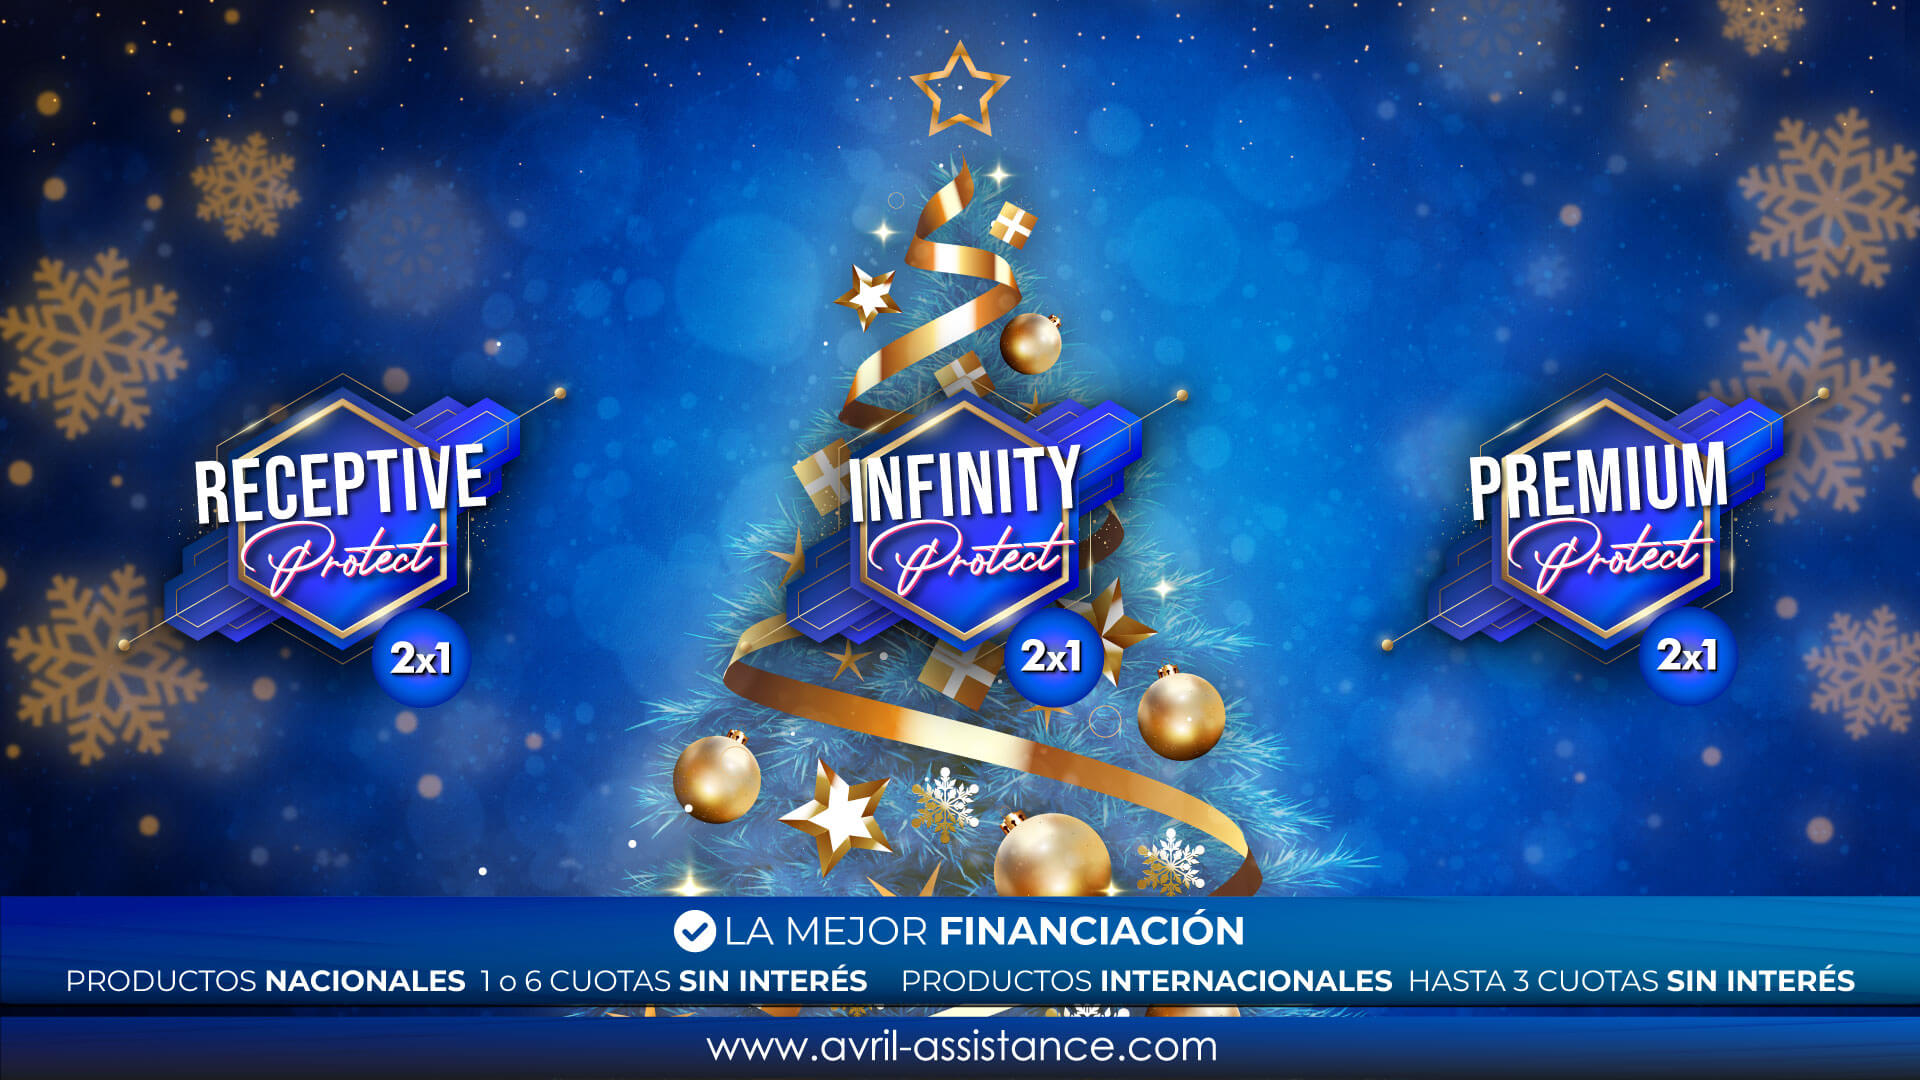 RECEPTIVE
Protect
2x1
INFINITY
Protect
2x1
PREMIUM
Protect
2x1
LA MEJOR FINANCIACIÓN
PRODUCTOS NACIONALES 1 o 6 CUOTAS SIN INTERÉS PRODUCTOS INTERNACIONALES HASTA 3 CUOTAS SIN INTERÉS
www.avril-assistance.com